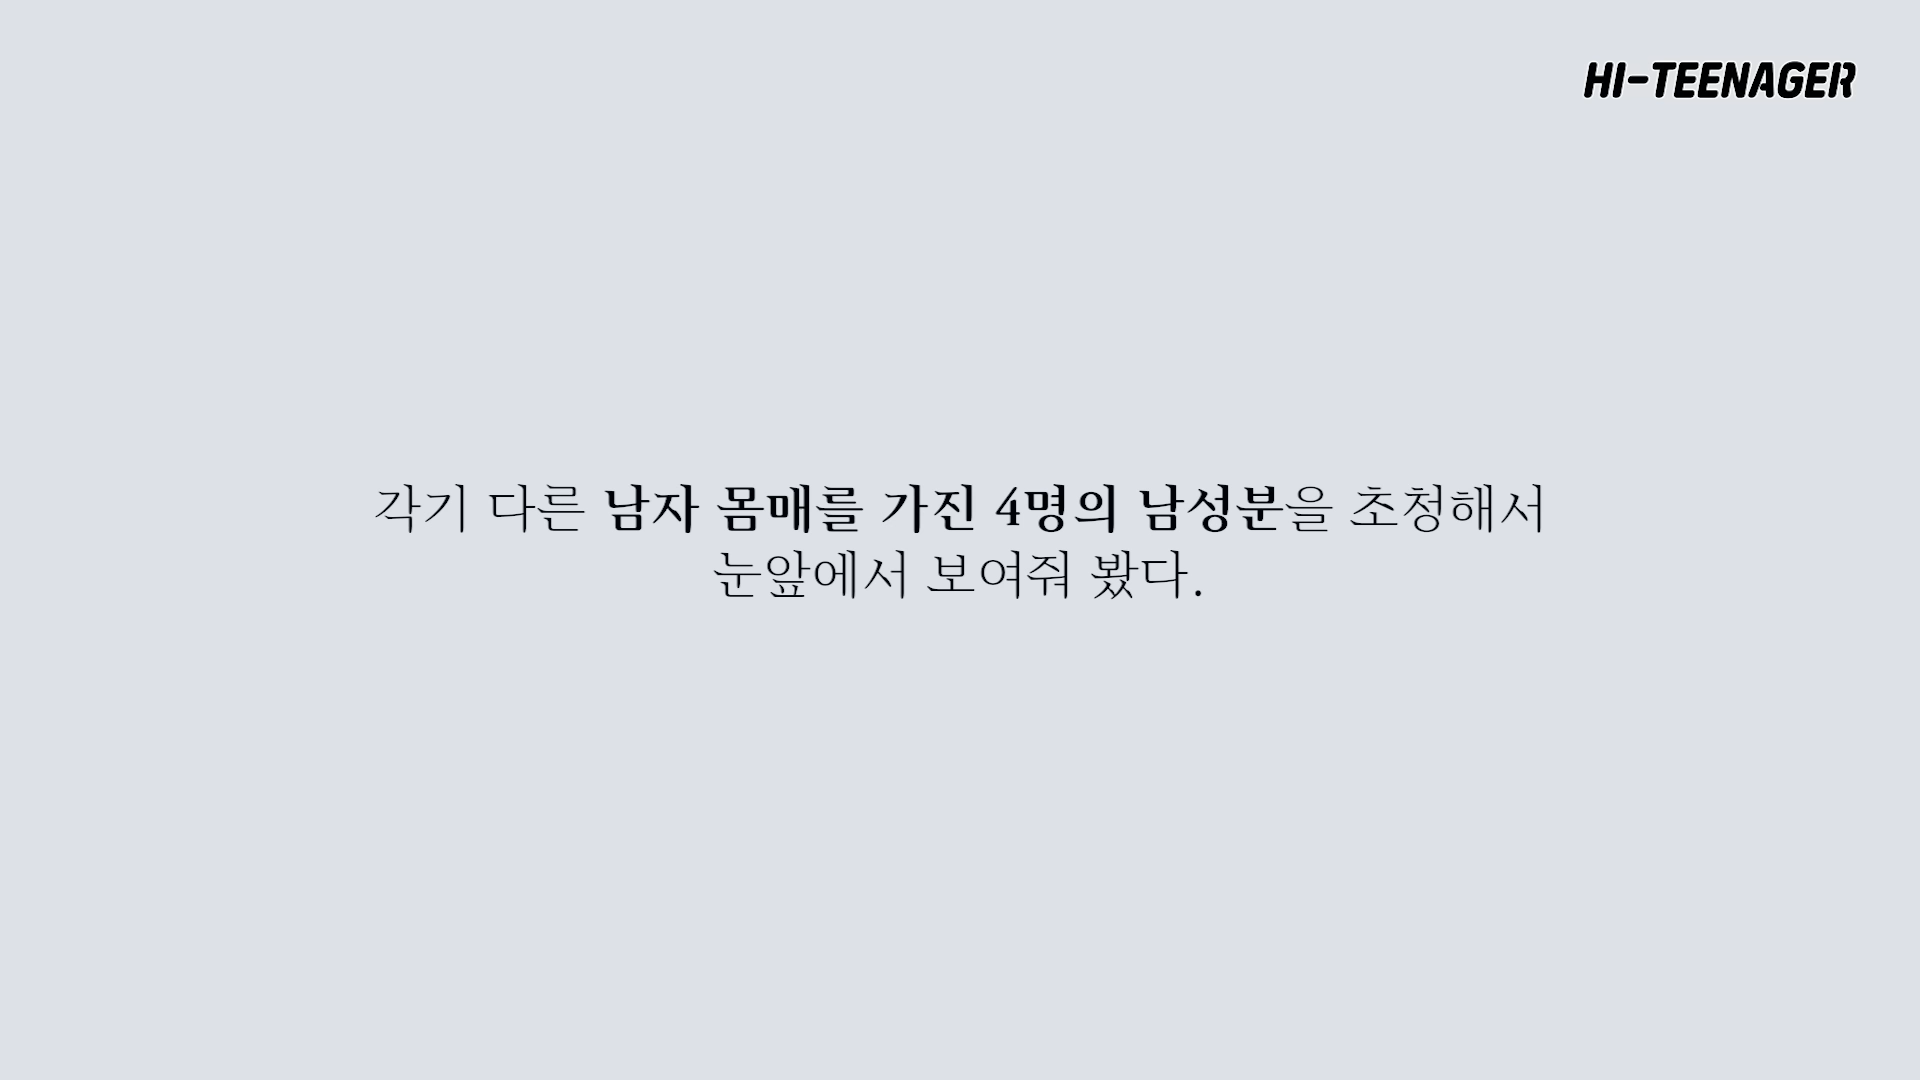 HI-TEENAGER
각기 다른 남자 몸매를 가진 4명의 남성분을 초청해서
눈앞에서 보여줘 봤다.